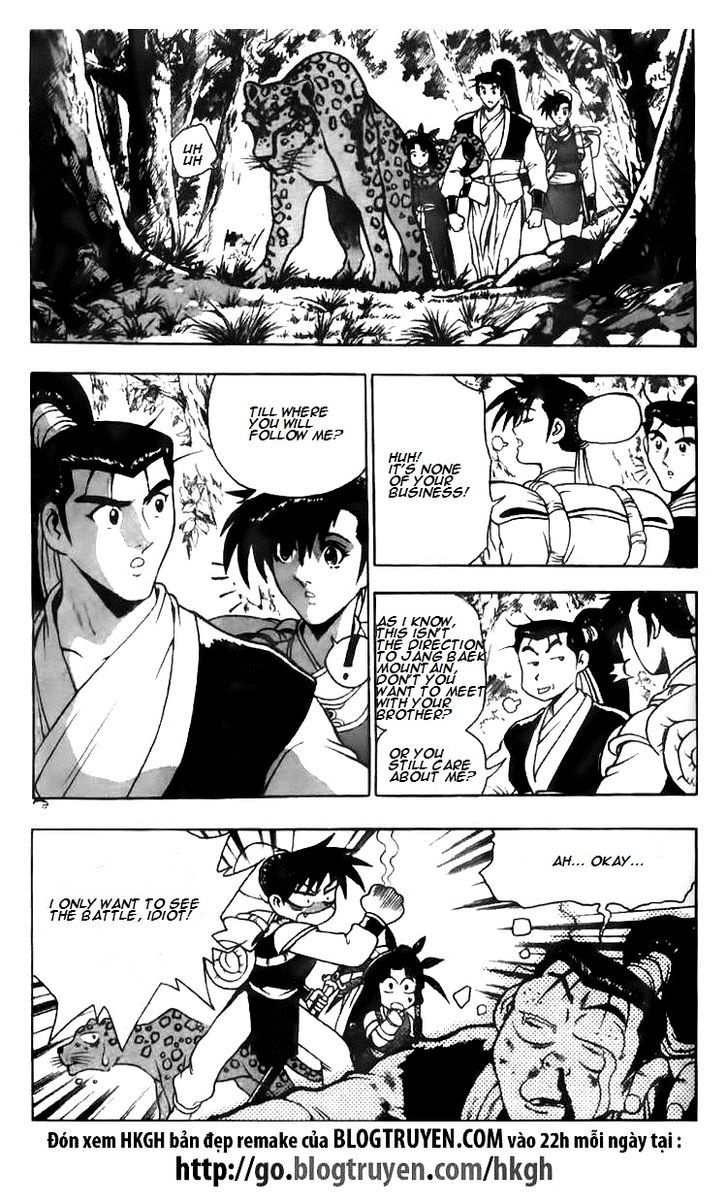 UH
UH
TILL WHERE
YOU WILL
FOLLOW ME?
HUH!
IT'S NONE
OF YOUR
BUSINESS!
AS I KNOW,
THIS ISN'T
THE DIRECTION
TO JANG BAEK
MOUNTAIN,
DON'T YOU
WANT TO MEET
WITH YOUR
BROTHER?
OR YOU
STILL CARE
ABOUT ME?
I ONLY WANT TO SEE
THE BATTLE, IDIOT!
AH... OKAY...
Đón xem HKGH bản đẹp remake của BLOGTRUYEN.COM vào 22h mỗi ngày tại :
http://go.blogtruyen.com/hkgh